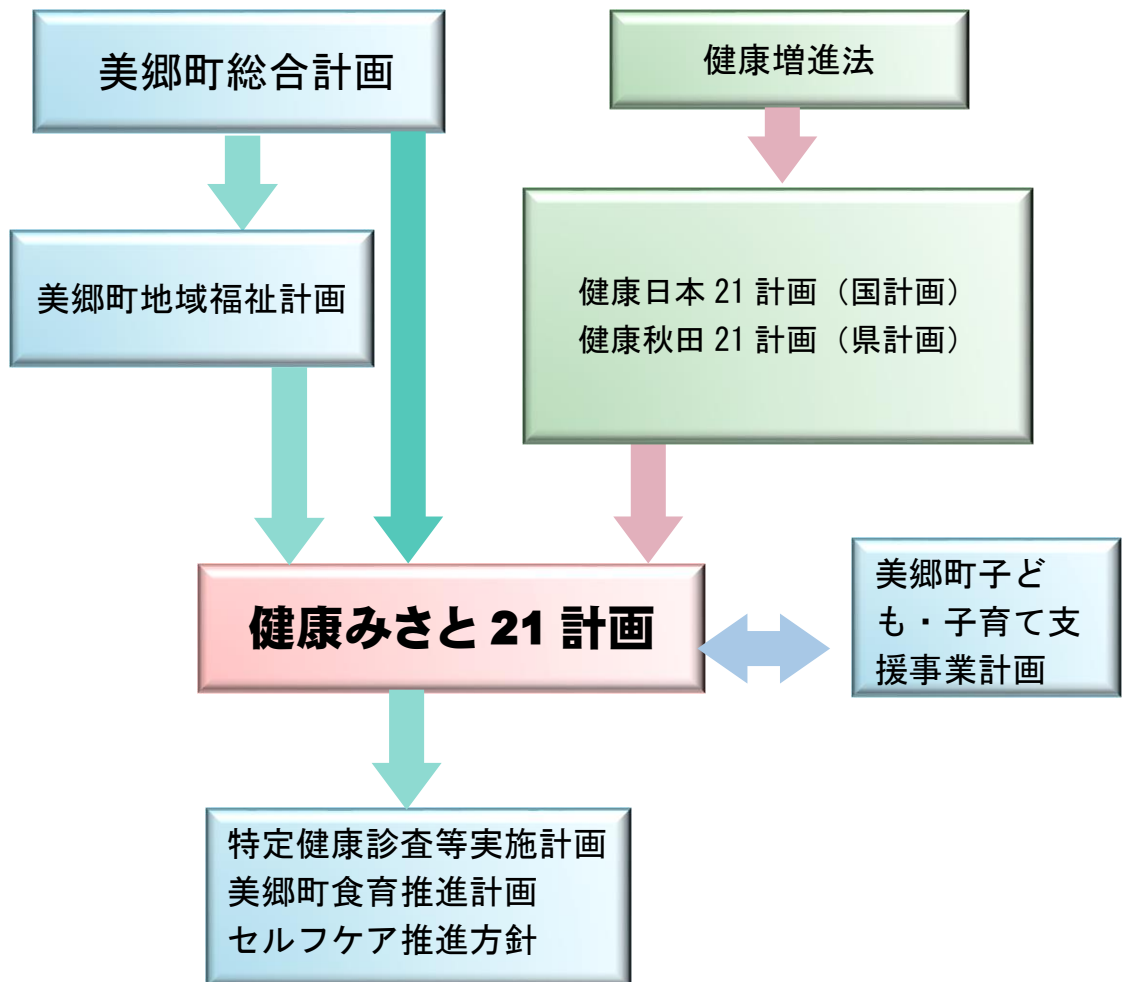 美郷町総合計画
健康増進法
美郷町地域福祉計画
健康日本 21 計画（国計画）
健康秋田 21 計画（県計画）
健康みさと 21 計画
美郷町子ど
も・子育て支
援事業計画
特定健康診査等実施計画
美郷町食育推進計画
セルフケア推進方針